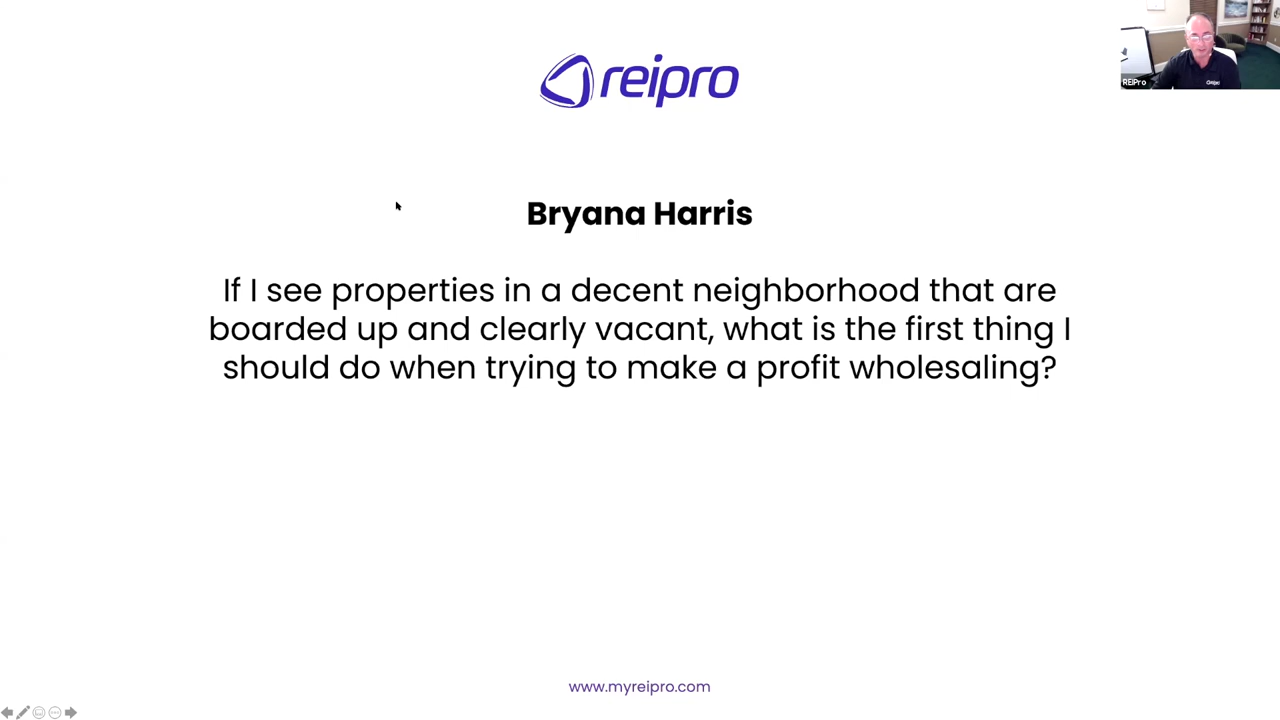 reipro
REIPro
Bryana Harris
If I see properties in a decent neighborhood that are
boarded up and clearly vacant, what is the first thing I
should do when trying to make a profit wholesaling?
www.myreipro.com